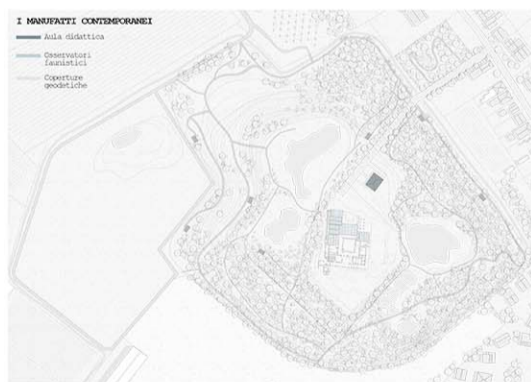 I MANUFATTI CONTEMPORANEI
Aula didattica
Osservatori
faunistici
Coperture
geodetiche